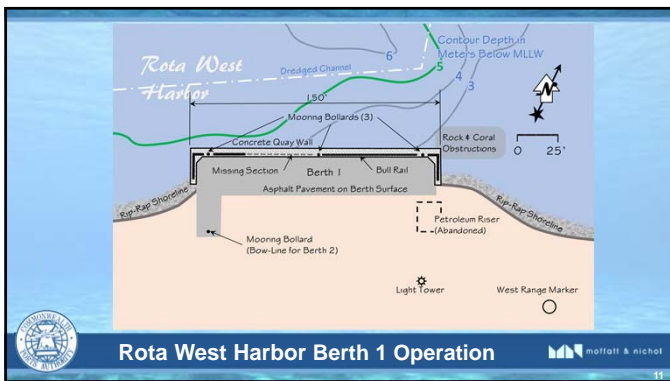 Rota West
Harbor
Dredged Channel
Contour Depth in
Meters Below MLLW
6
5
4
3
N
150'
Mooring Bollards (3)
Concrete Quay Wall
Rock & Coral
Obstructions
0 25'
Missing Section
Berth 1
Bull Rail
Asphalt Pavement on Berth Surface
Rip-Rap Shoreline
Rip-Rap Shoreline
Petroleum Riser
(Abandoned)
Mooring Bollard
(Bow-Line for Berth 2)
Light Tower
West Range Marker
COMMONWEALTH
PORTS AUTHORITY
Rota West Harbor Berth 1 Operation
moffatt & nichol
11